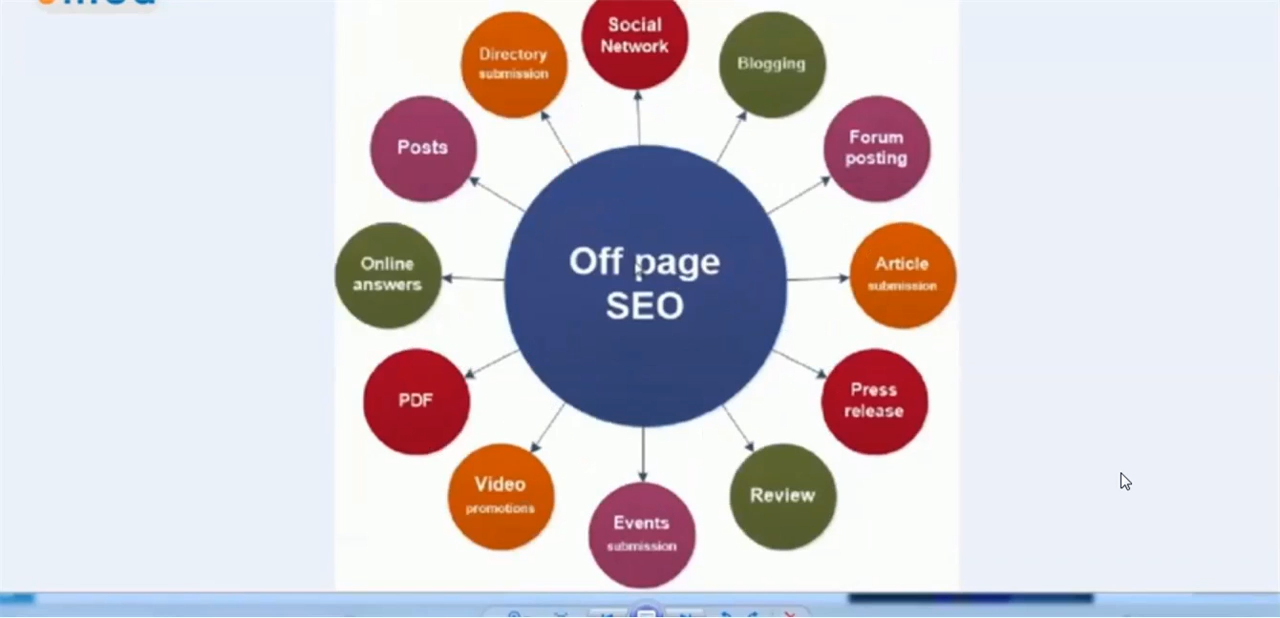 Social
Network
Directory
submission
Blogging
Posts
Forum
posting
Online
answers
Off page
SEO
Article
submission
PDF
Press
release
Video
promotions
Review
Events
submission